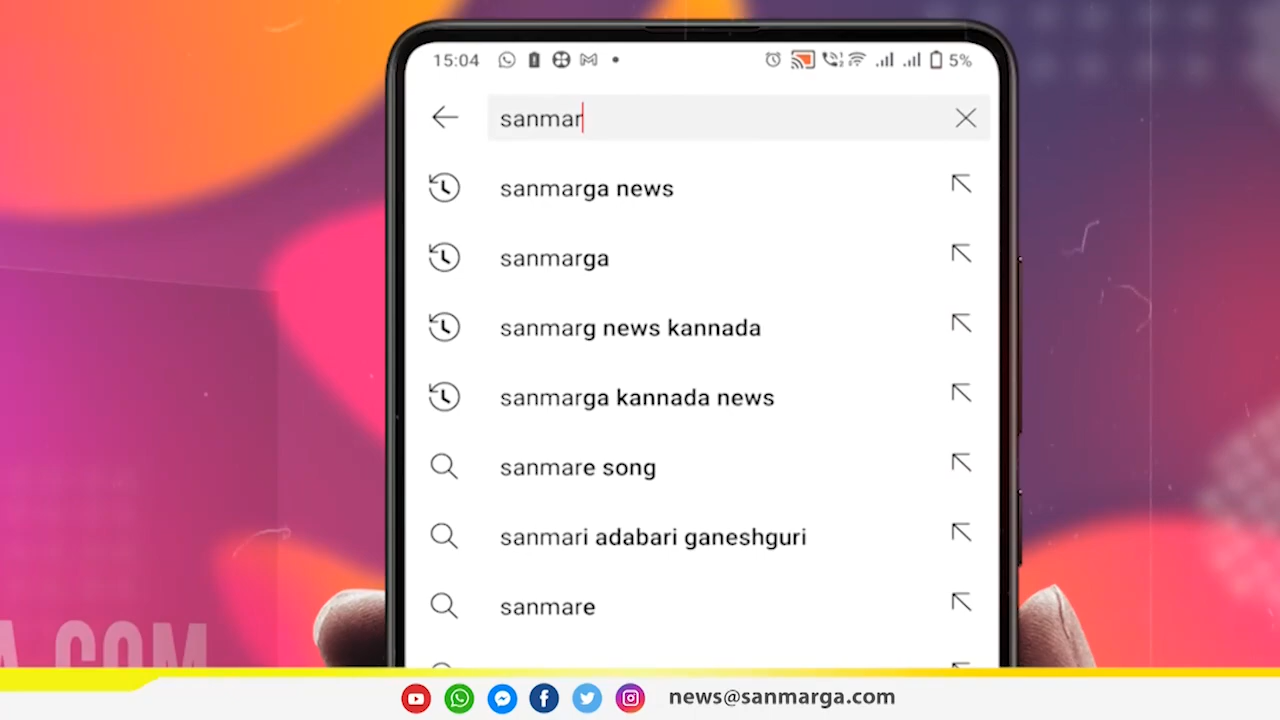 15:04
5%
sanmar
sanmarga news
sanmarga
sanmarg news kannada
sanmarga kannada news
sanmare song
sanmari adabari ganeshguri
sanmare
A.COM
news@sanmarga.com